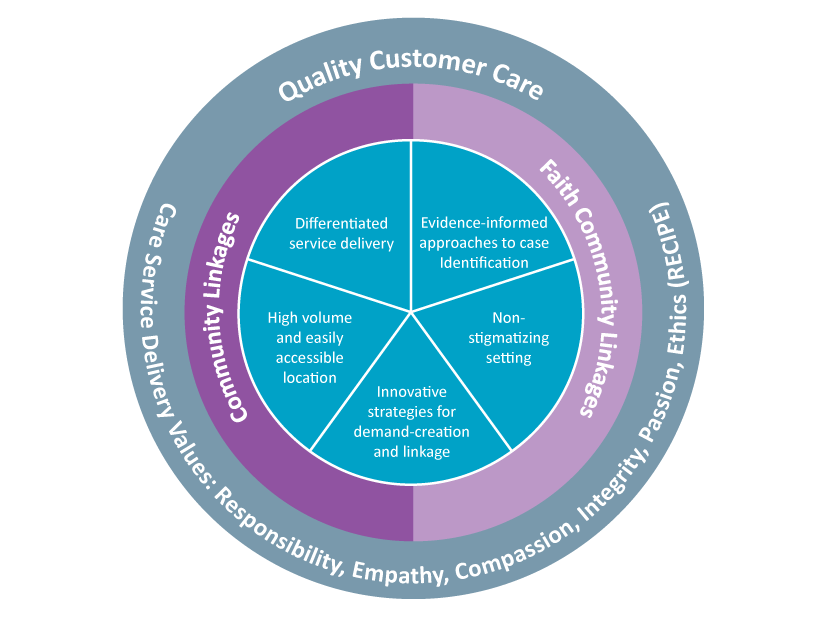 Quality Customer Care
Care Service Delivery Values: Responsibility, Empathy, Compassion, Integrity, Passion, Ethics (RECIPE)
Community Linkages
Faith Community Linkages
Differentiated
service delivery
Evidence-informed
approaches to case
Identification
Non-
stigmatizing
setting
Innovative
strategies for
demand-creation
and linkage
High volume
and easily
accessible
location